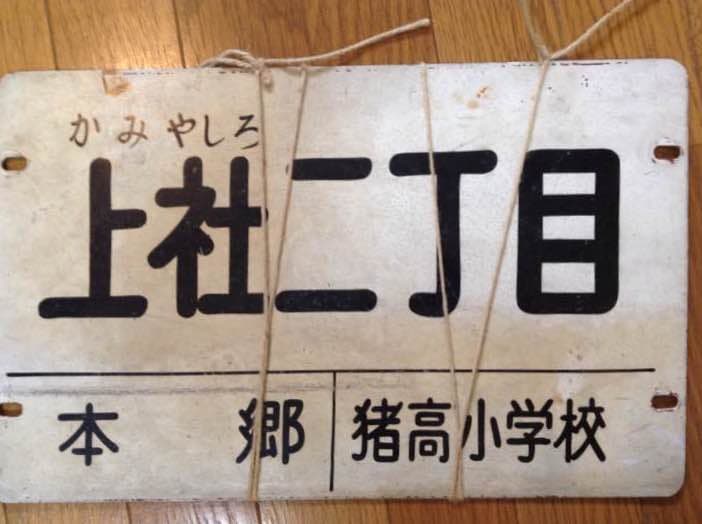 かみやしろ
上社二丁目
本郷 猪高小学校